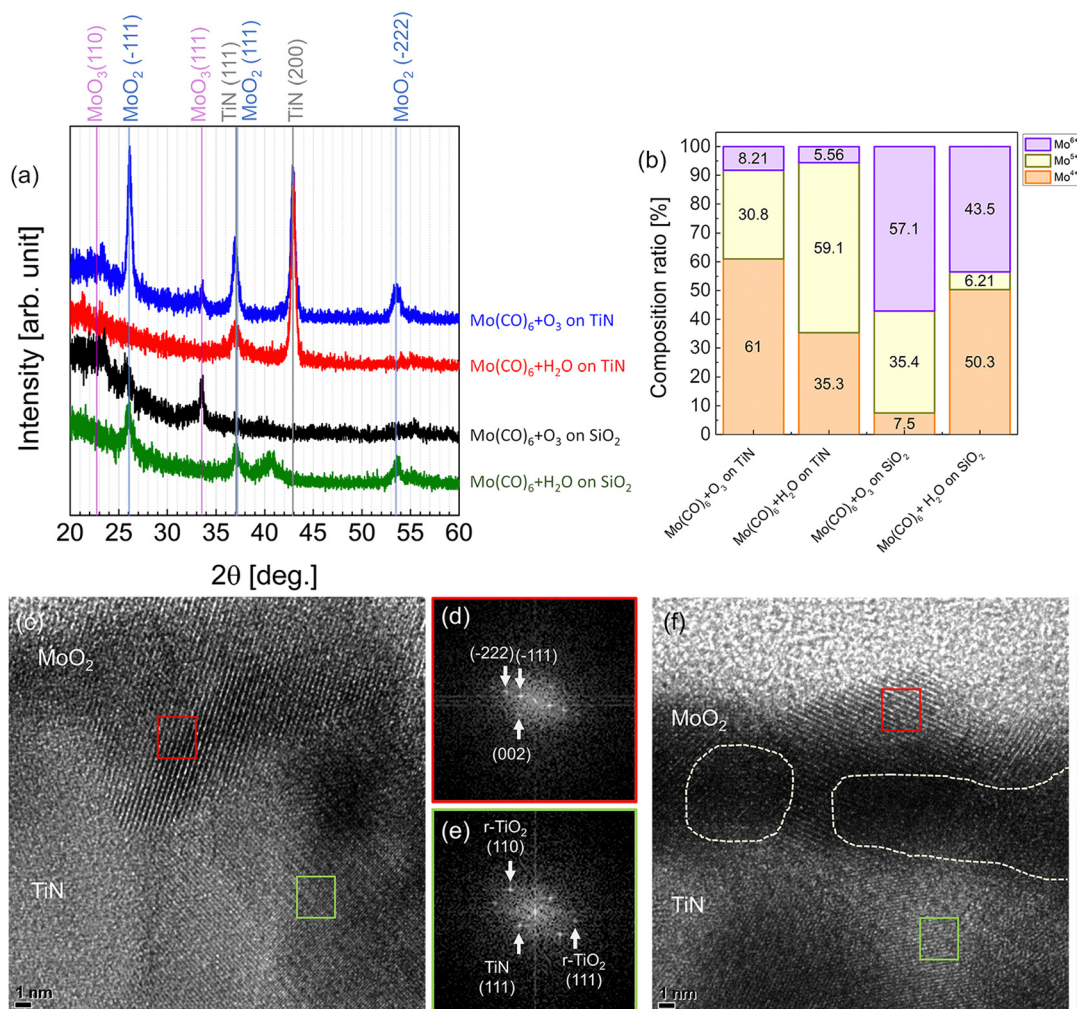 MoO₃(110)
MoO₂ (-111)
MoO₃(111)
TiN (111)
MoO₂ (111)
TiN (200)
MoO₂ (-222)
(a)
Intensity [arb. unit]
Mo(CO)₆+O₃ on TiN
Mo(CO)₆+H₂O on TiN
Mo(CO)₆+O₃ on SiO₂
Mo(CO)₆+H₂O on SiO₂
20 25 30 35 40 45 50 55 60
2θ [deg.]
(b)
Mo⁶⁺
Mo⁵⁺
Mo⁴⁺
Composition ratio [%]
100
90
80
70
60
50
40
30
20
10
0
8.21
30.8
61
5.56
59.1
35.3
57.1
35.4
7.5
43.5
6.21
50.3
Mo(CO)₆+O₃ on TiN
Mo(CO)₆+H₂O on TiN
Mo(CO)₆+O₃ on SiO₂
Mo(CO)₆+ H₂O on SiO₂
(c)
MoO₂
TiN
1 nm
(d)
(-222) (-111)
(002)
(e)
r-TiO₂
(110)
TiN
(111)
r-TiO₂
(111)
(f)
MoO₂
TiN
1 nm